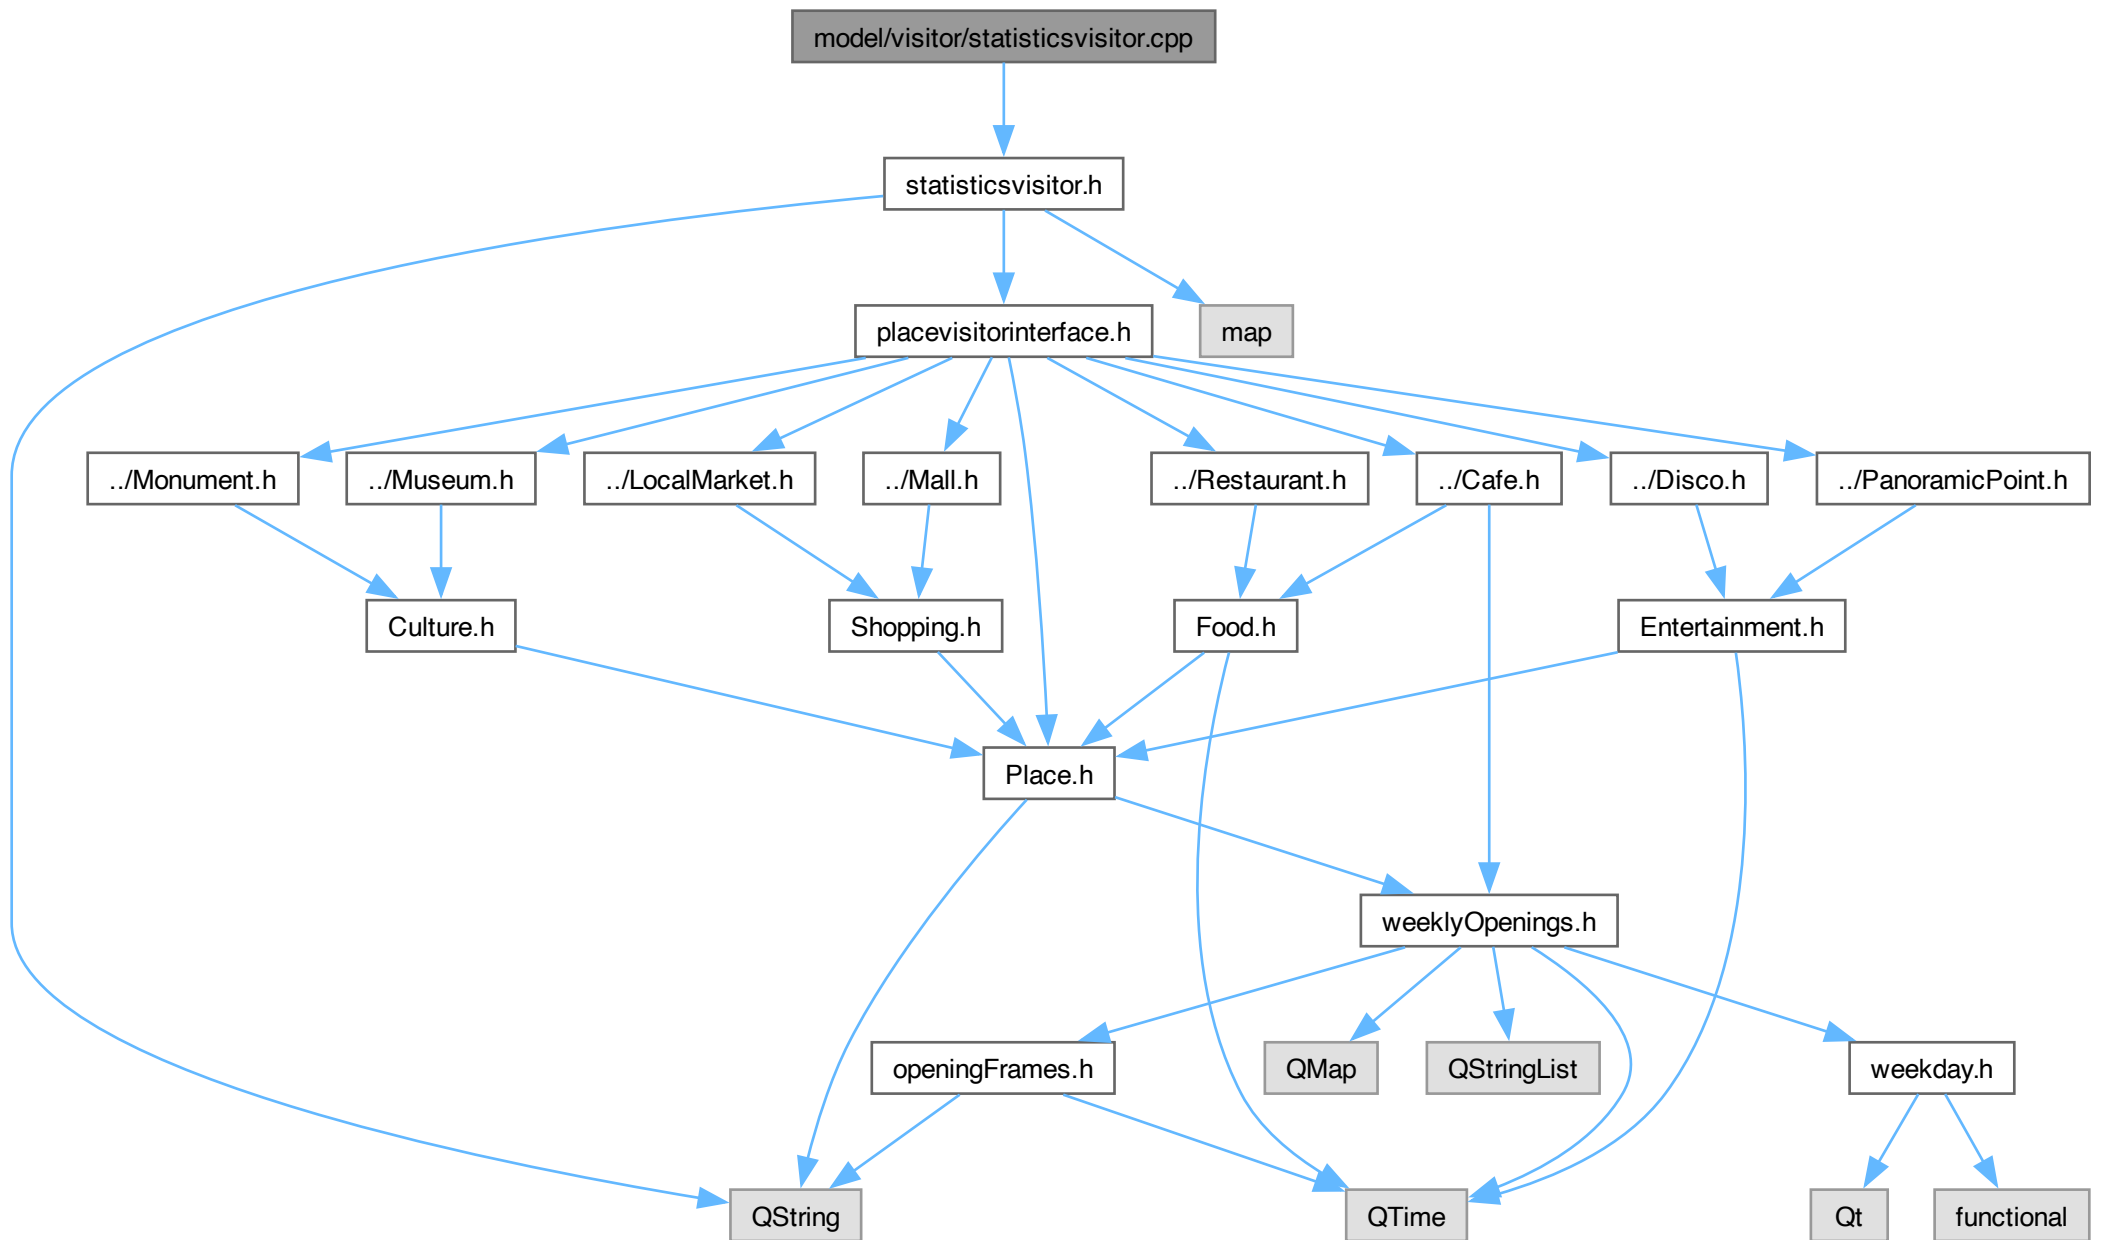 model/visitor/statisticsvisitor.cpp
statisticsvisitor.h
placevisitorinterface.h
map
../Monument.h
../Museum.h
../LocalMarket.h
../Mall.h
../Restaurant.h
../Cafe.h
../Disco.h
../PanoramicPoint.h
Culture.h
Shopping.h
Food.h
Entertainment.h
Place.h
weeklyOpenings.h
openingFrames.h
QMap
QStringList
weekday.h
QString
QTime
Qt
functional